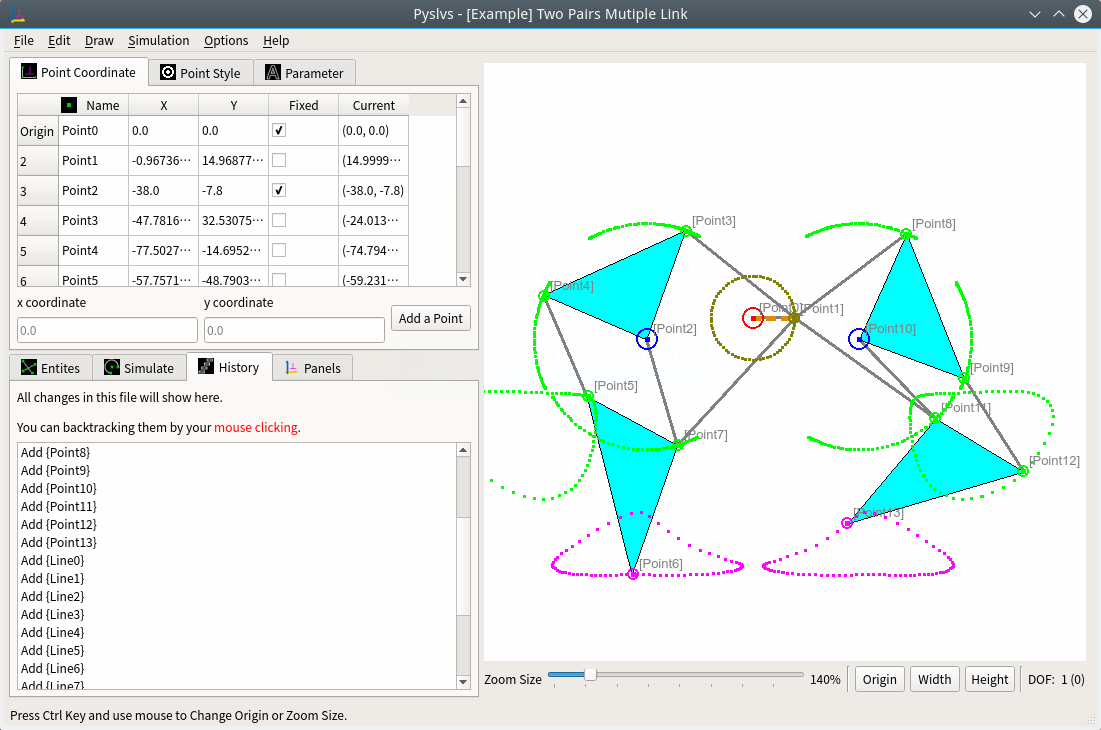 Pyslvs - [Example] Two Pairs Mutiple Link
File Edit Draw Simulation Options Help
Point Coordinate Point Style Parameter
Name X Y Fixed Current
Origin Point0 0.0 0.0 (0.0, 0.0)
2 Point1 -0.96736··· 14.96877··· (14.9999···
3 Point2 -38.0 -7.8 (-38.0, -7.8)
4 Point3 -47.7816··· 32.53075··· (-24.013···
5 Point4 -77.5027··· -14.6952··· (-74.794···
6 Point5 -57.7571··· -48.7903··· (-59.231···
x coordinate y coordinate
0.0 0.0 Add a Point
Entites Simulate History Panels
All changes in this file will show here.
You can backtracking them by your mouse clicking.
Add {Point8}
Add {Point9}
Add {Point10}
Add {Point11}
Add {Point12}
Add {Point13}
Add {Line0}
Add {Line1}
Add {Line2}
Add {Line3}
Add {Line4}
Add {Line5}
Add {Line6}
Add {Line7}
[Point3]
[Point8]
[Point4]
[Point0]
[Point1]
[Point2]
[Point10]
[Point9]
[Point5]
[Point11]
[Point7]
[Point12]
[Point13]
[Point6]
Zoom Size 140% Origin Width Height DOF: 1 (0)
Press Ctrl Key and use mouse to Change Origin or Zoom Size.